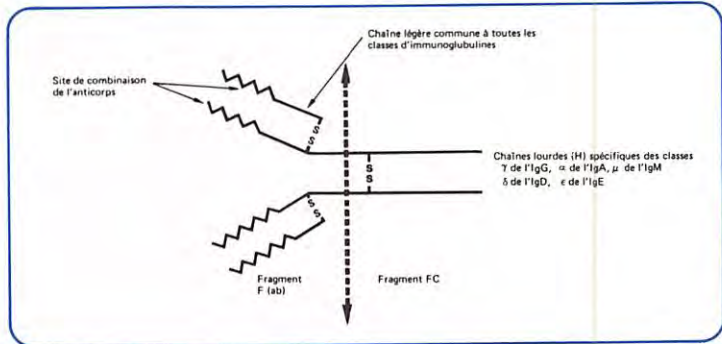 Chaîne légère commune à toutes les
classes d'immunoglubulines
Site de combinaison
de l'anticorps
S
S
S
S
Chaînes lourdes (H) spécifiques des classes
γ de l'IgG, α de l'IgA, μ de l'IgM
δ de l'IgD, ε de l'IgE
S
S
Fragment
F (ab)
Fragment FC